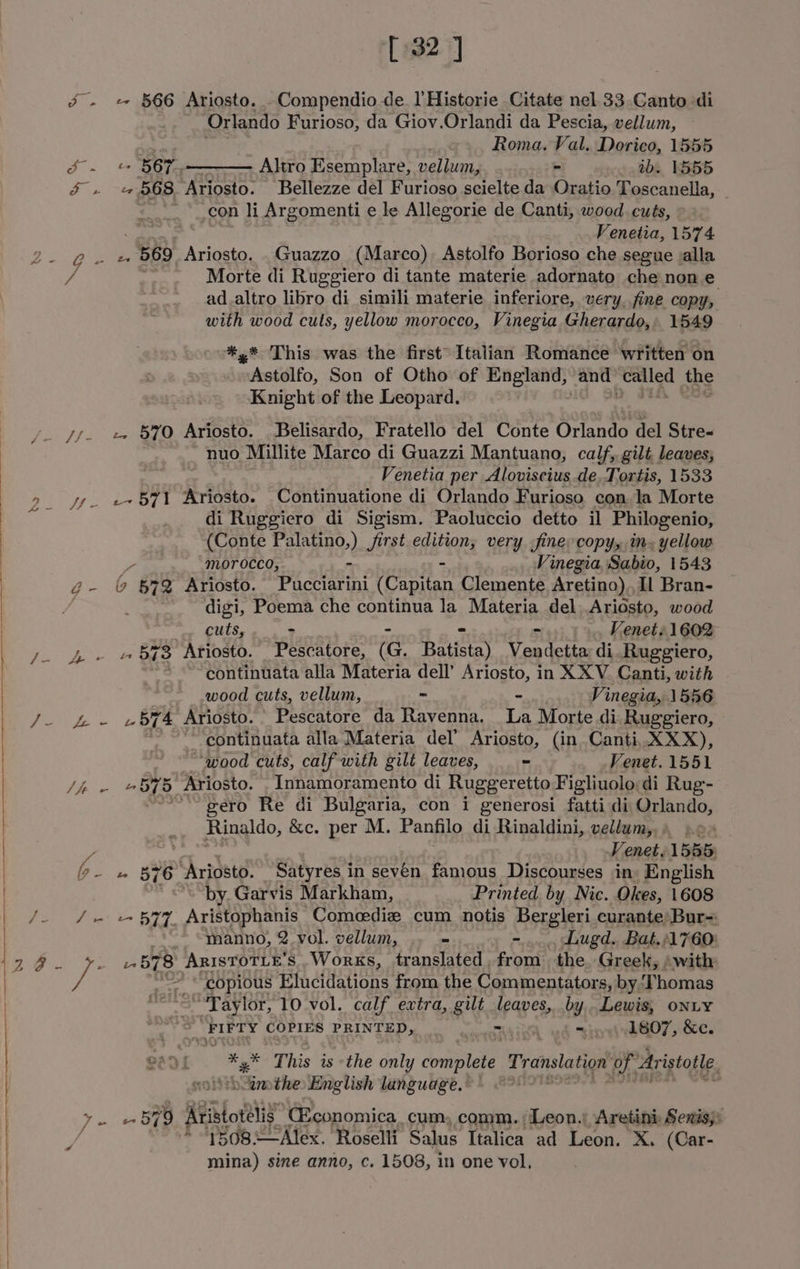 [ 32 ]
5 - 566 Ariosto. Compendio de l'Historie Citate nel 33 Canto di
Orlando Furioso, da Giov.Orlandi da Pescia, vellum,
Roma. Val. Dorico, 1555
5 - 567 ——— Altro Esemplare, vellum, - ib. 1555
5 - 568 Ariosto. Bellezze del Furioso scielte da Oratio Toscanella,
con li Argomenti e le Allegorie de Canti, wood cuts,
Venetia, 1574
2 - 9 - 569 Ariosto. Guazzo (Marco) Astolfo Borioso che segue alla
Morte di Ruggiero di tante materie adornato che non e
ad altro libro di simili materie inferiore, very fine copy,
with wood cuts, yellow morocco, Vinegia Gherardo, 1549
*⁎* This was the first Italian Romance written on
Astolfo, Son of Otho of England, and called the
Knight of the Leopard.
/ - 11 - 570 Ariosto. Belisardo, Fratello del Conte Orlando del Stre-
nuo Millite Marco di Guazzi Mantuano, calf, gilt leaves,
Venetia per Aloviscius de Tortis, 1533
2 - 11 - 571 Ariosto. Continuatione di Orlando Furioso con la Morte
di Ruggiero di Sigism. Paoluccio detto il Philogenio,
(Conte Palatino,) first edition, very fine copy, in yellow
morocco, - - Vinegia, Sabio, 1543
9 - 6 572 Ariosto. Pucciarini (Capitan Clemente Aretino) Il Bran-
digi, Poema che continua la Materia del Ariosto, wood
cuts, - - - - Venet. 1602
573 Ariosto. Pescatore, (G. Batista) Vendetta di Ruggiero,
continuata alla Materia dell' Ariosto, in XXV Canti, with
wood cuts, vellum, - - Vinegia, 1556
574 Ariosto. Pescatore da Ravenna. La Morte di Ruggiero,
continuata alla Materia del' Ariosto, (in Canti XXX),
wood cuts, calf with gilt leaves, - Venet. 1551
575 Ariosto. Innamoramento di Ruggeretto Figliuolo di Rug-
gero Re di Bulgaria, con i generosi fatti di Orlando,
Rinaldo, &c. per M. Panfilo di Rinaldini, vellum,
Venet. 1555
6 - 576 Ariosto. Satyres in sevén famous Discourses in English
by Garvis Markham, Printed by Nic. Okes, 1608
577 Aristophanis Comœdiæ cum notis Bergleri curante Bur-
manno, 2 vol. vellum, - - Lugd. Bat. 1760
578 ARISTOTLE'S Works, translated from the Greek, with
copious Elucidations from the Commentators, by Thomas
Taylor, 10 vol. calf extra, gilt leaves, by Lewis, ONLY
FIFTY COPIES PRINTED, - - 1807, &c.
*⁎* This is the only complete Translation of Aristotle
in the English language.
7 - 579 Aristotelis Œconomica cum comm. Leon. Aretini Senis,
1508.—Alex. Roselli Salus Italica ad Leon. X. (Car-
mina) sine anno, c. 1508, in one vol.